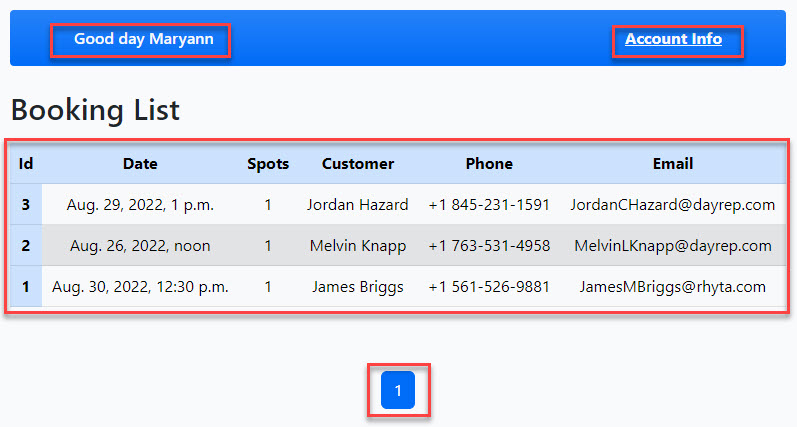 Good day Maryann Account Info
Booking List
Id Date Spots Customer Phone Email
3 Aug. 29, 2022, 1 p.m. 1 Jordan Hazard +1 845-231-1591 JordanCHazard@dayrep.com
2 Aug. 26, 2022, noon 1 Melvin Knapp +1 763-531-4958 MelvinLKnapp@dayrep.com
1 Aug. 30, 2022, 12:30 p.m. 1 James Briggs +1 561-526-9881 JamesMBriggs@rhyta.com
1